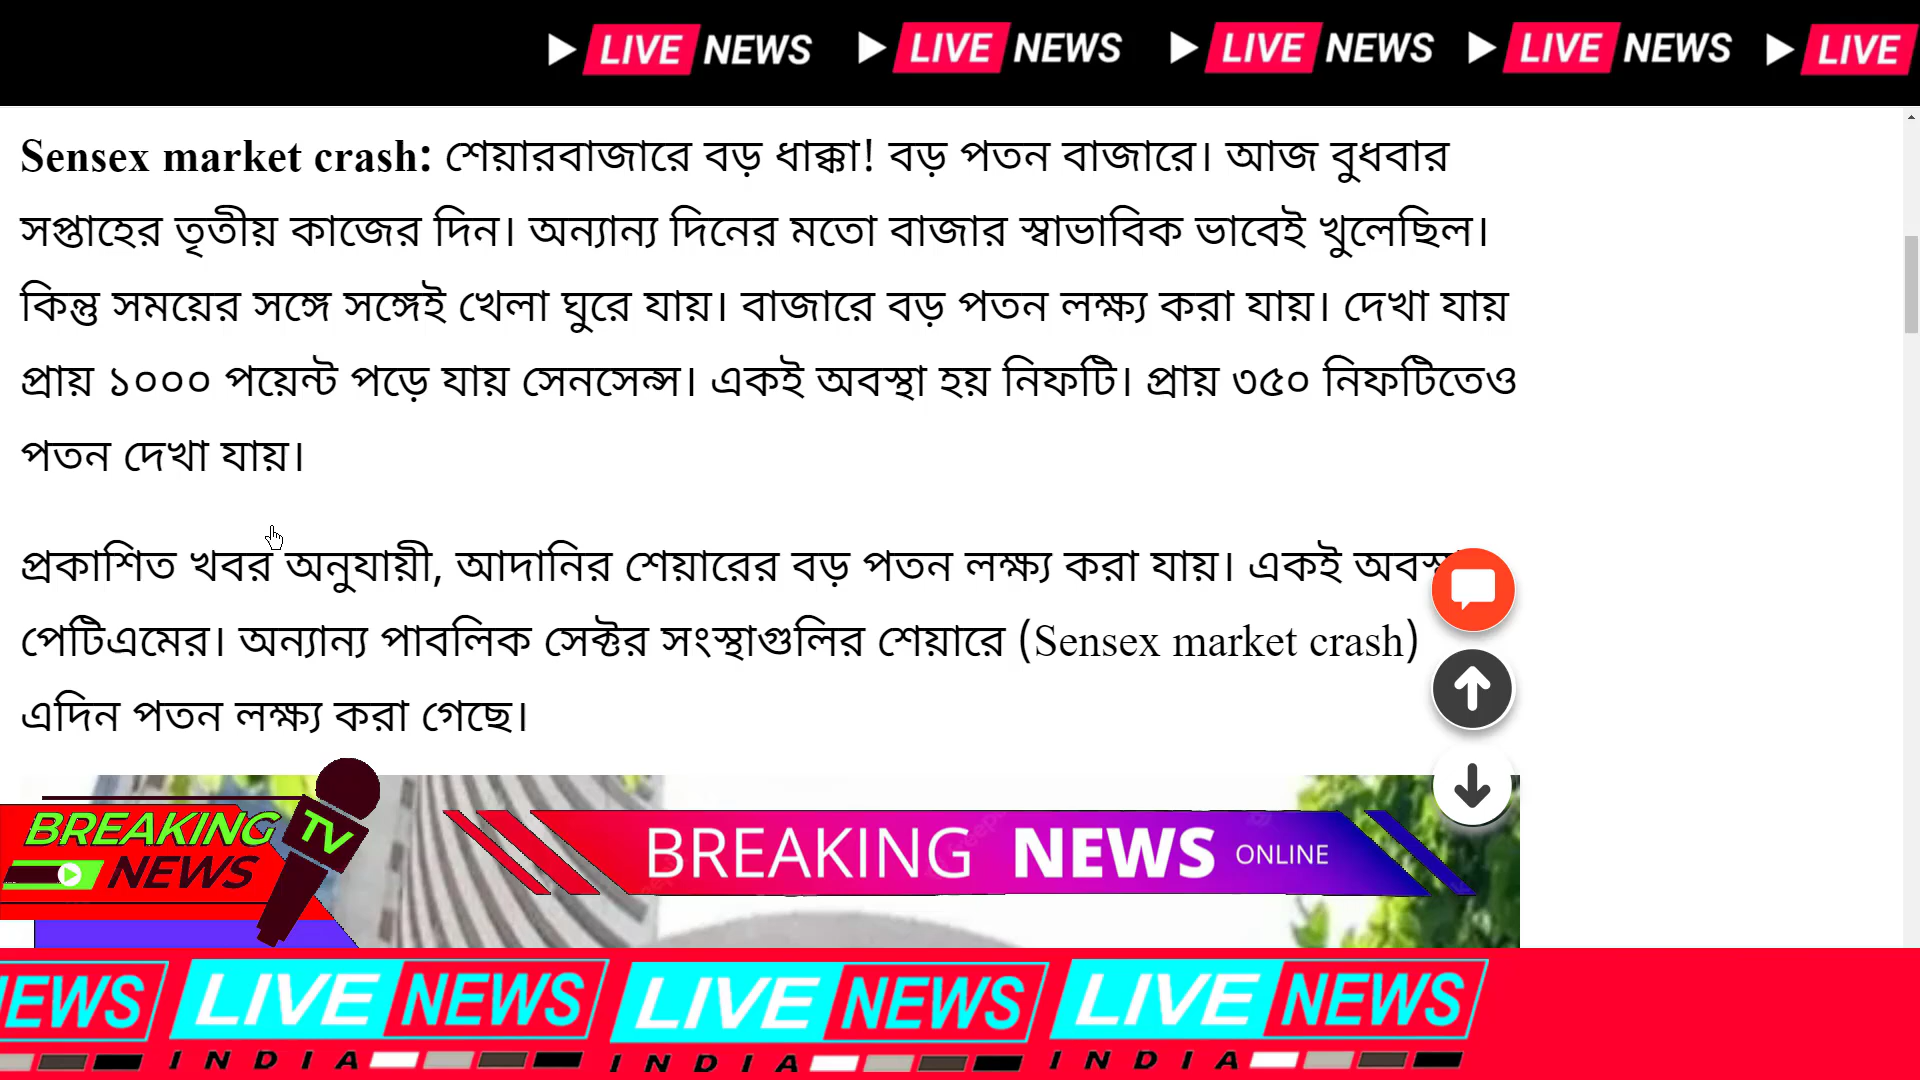 LIVE NEWS LIVE NEWS LIVE NEWS LIVE NEWS LIVE
Sensex market crash: শেয়ারবাজারে বড় ধাক্কা! বড় পতন বাজারে। আজ বুধবার
সপ্তাহের তৃতীয় কাজের দিন। অন্যান্য দিনের মতো বাজার স্বাভাবিক ভাবেই খুলেছিল।
কিন্তু সময়ের সঙ্গে সঙ্গেই খেলা ঘুরে যায়। বাজারে বড় পতন লক্ষ্য করা যায়। দেখা যায়
প্রায় ১০০০ পয়েন্ট পড়ে যায় সেনসেন্স। একই অবস্থা হয় নিফটি। প্রায় ৩৫০ নিফটিতেও
পতন দেখা যায়।
প্রকাশিত খবর অনুযায়ী, আদানির শেয়ারের বড় পতন লক্ষ্য করা যায়। একই
পেটিএমের। অন্যান্য পাবলিক সেক্টর সংস্থাগুলির শেয়ারে (Sensex market crash)
এদিন পতন লক্ষ্য করা গেছে।
BREAKING TV
NEWS
BREAKING NEWS ONLINE
NEWS LIVE NEWS LIVE NEWS LIVE NEWS
INDIA INDIA INDIA